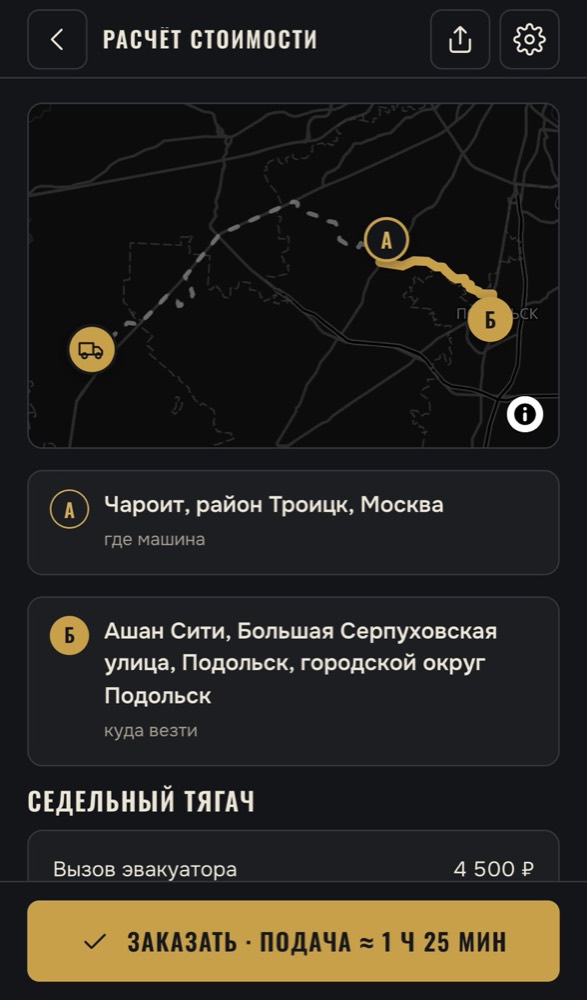 РАСЧЁТ СТОИМОСТИ
А
Б
А
Чароит, район Троицк, Москва
где машина
Б
Ашан Сити, Большая Серпуховская
улица, Подольск, городской округ
Подольск
куда везти
СЕДЕЛЬНЫЙ ТЯГАЧ
Вызов эвакуатора 4 500 ₽
ЗАКАЗАТЬ · ПОДАЧА ≈ 1 Ч 25 МИН